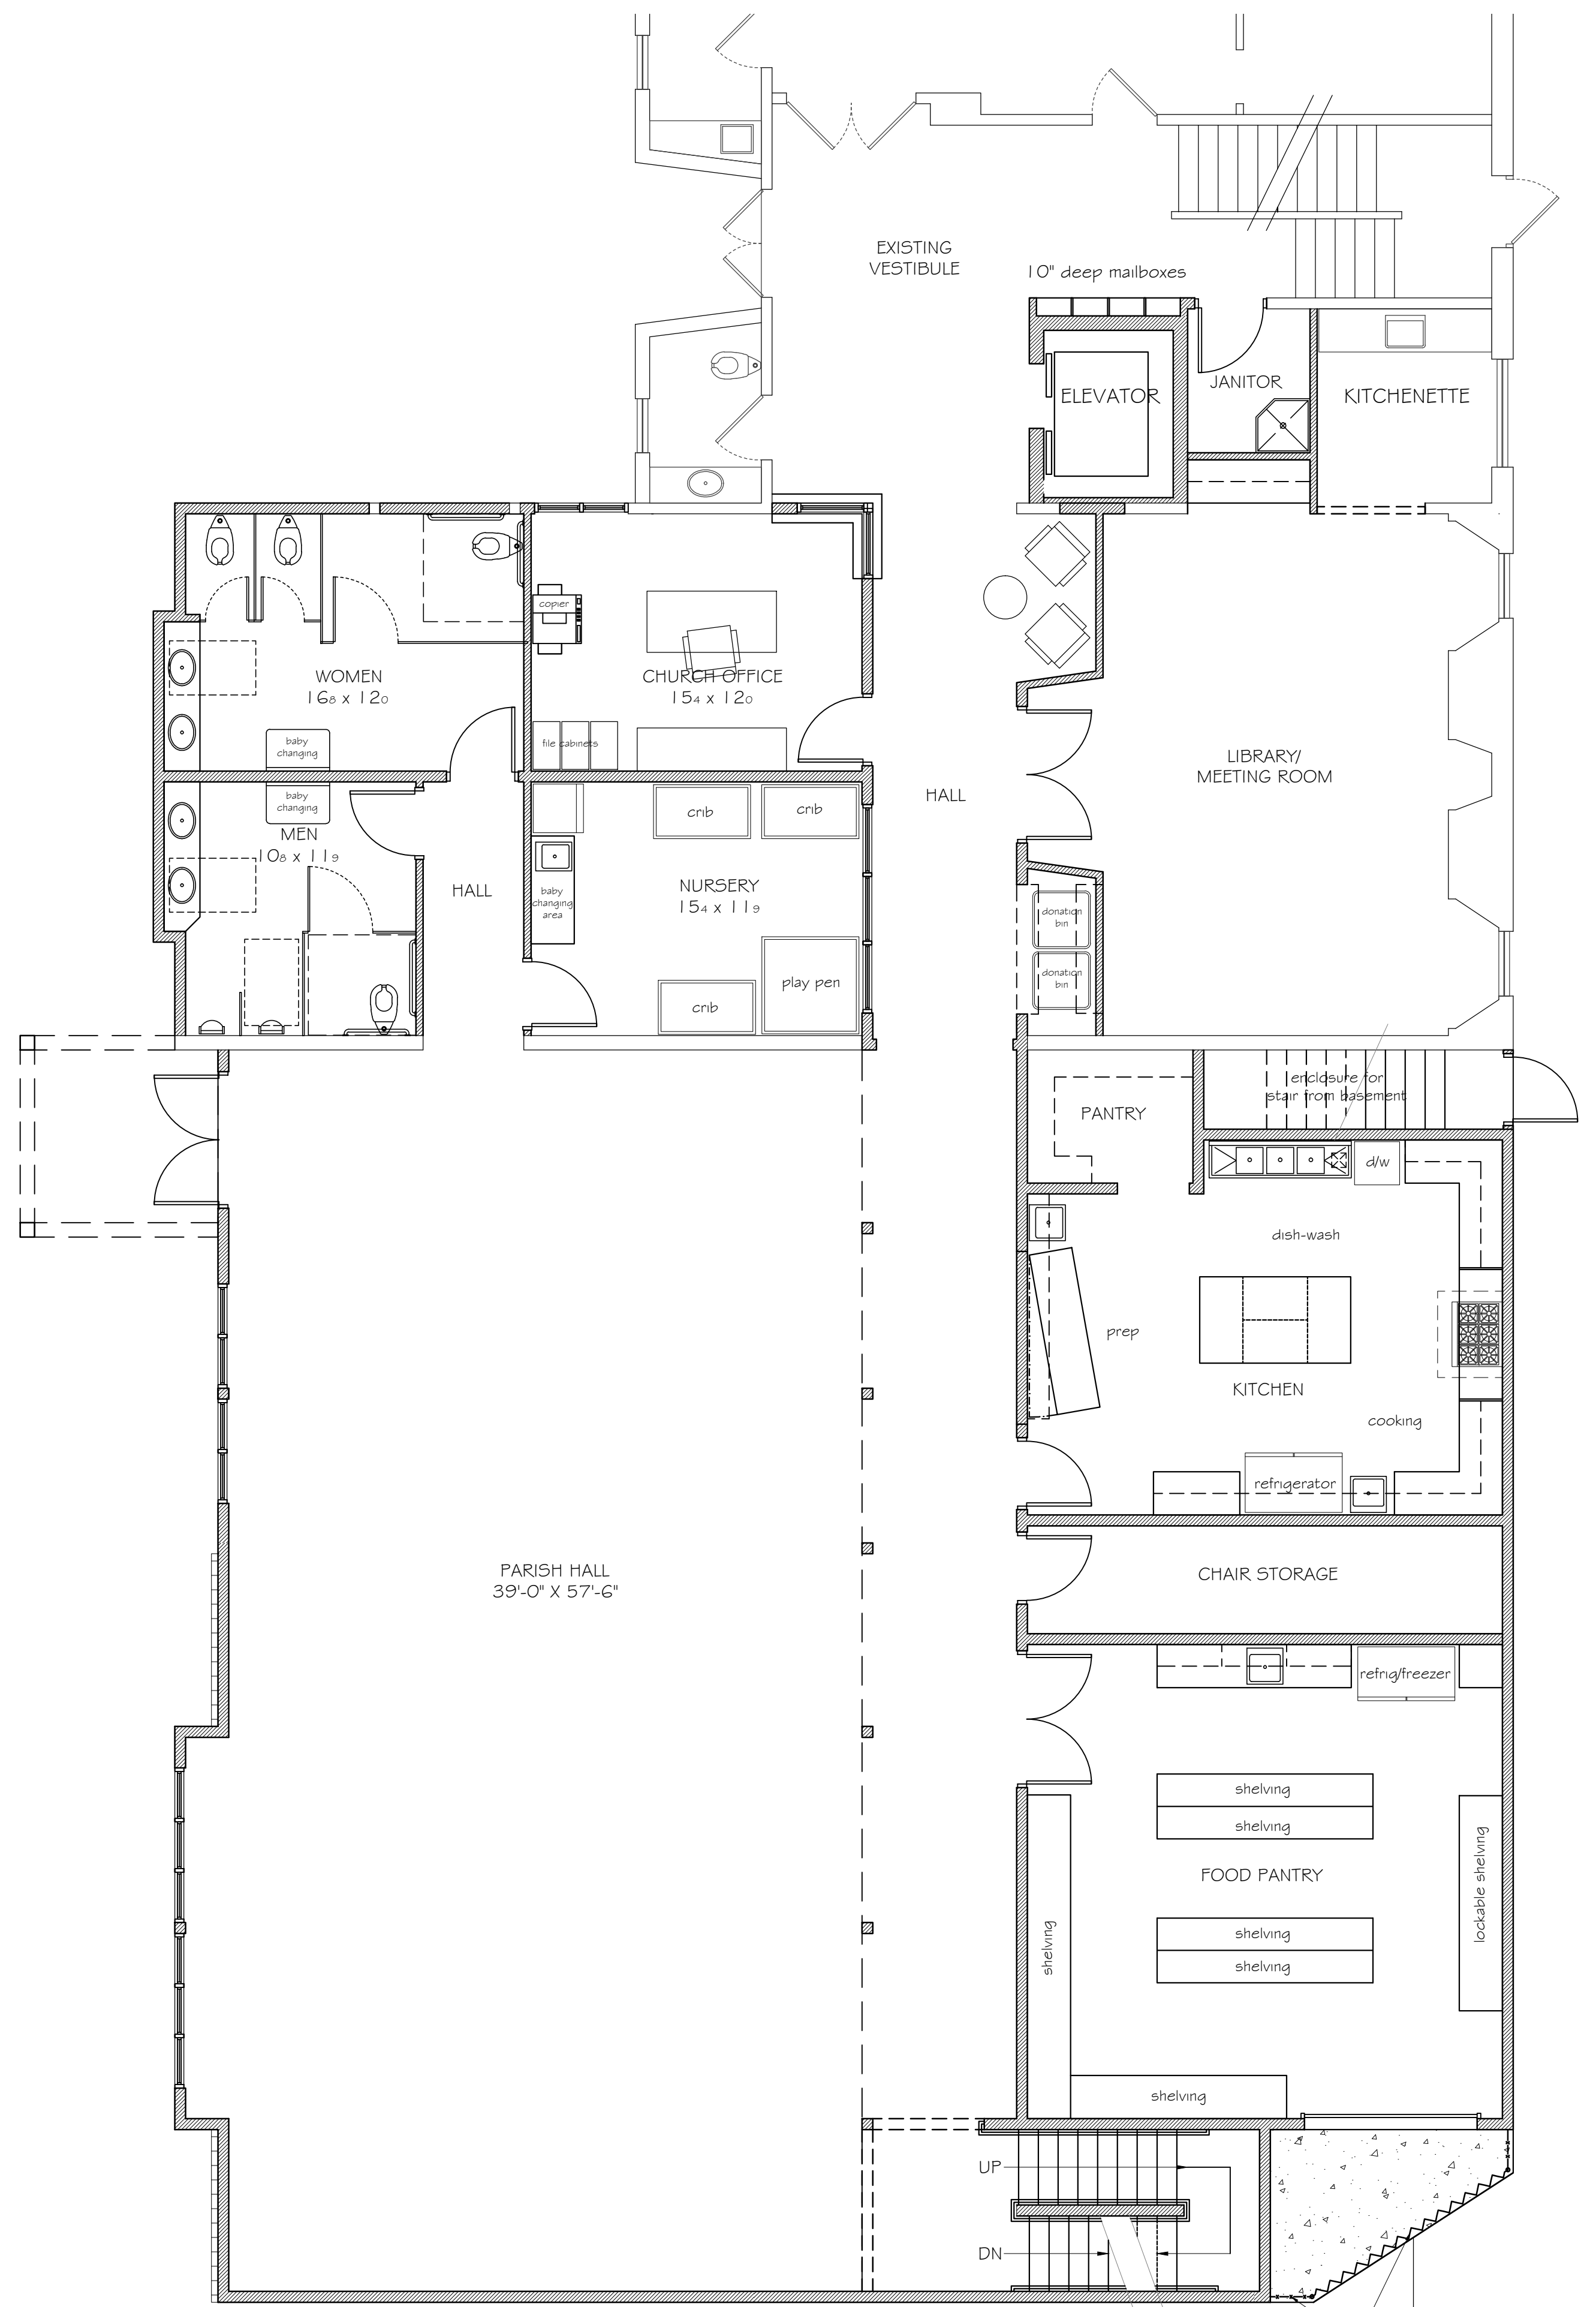 EXISTING
VESTIBULE
10" deep mailboxes
ELEVATOR
JANITOR
KITCHENETTE
copier
WOMEN
16₈ x 12₀
CHURCH OFFICE
15₄ x 12₀
baby
changing
file cabinets
LIBRARY/
MEETING ROOM
HALL
baby
changing
MEN
10₈ x 11₉
crib
crib
HALL
NURSERY
15₄ x 11₉
baby
changing
area
donation
bin
donation
bin
play pen
crib
enclosure for
stair from basement
PANTRY
d/w
dish-wash
prep
KITCHEN
cooking
refrigerator
PARISH HALL
39'-0" X 57'-6"
CHAIR STORAGE
refrig/freezer
shelving
shelving
FOOD PANTRY
lockable shelving
shelving
shelving
shelving
shelving
UP
DN